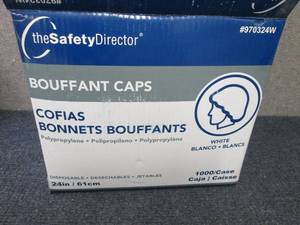 #970324W
theSafetyDirector®
#970324W
BOUFFANT CAPS
COFIAS
BONNETS BOUFFANTS
Polypropylene • Polipropileno • Polypropylène
WHITE
BLANCO • BLANCS
DISPOSABLE • DESECHABLES • JETABLES
24in / 61cm
1000/Case
Caja / Caisse